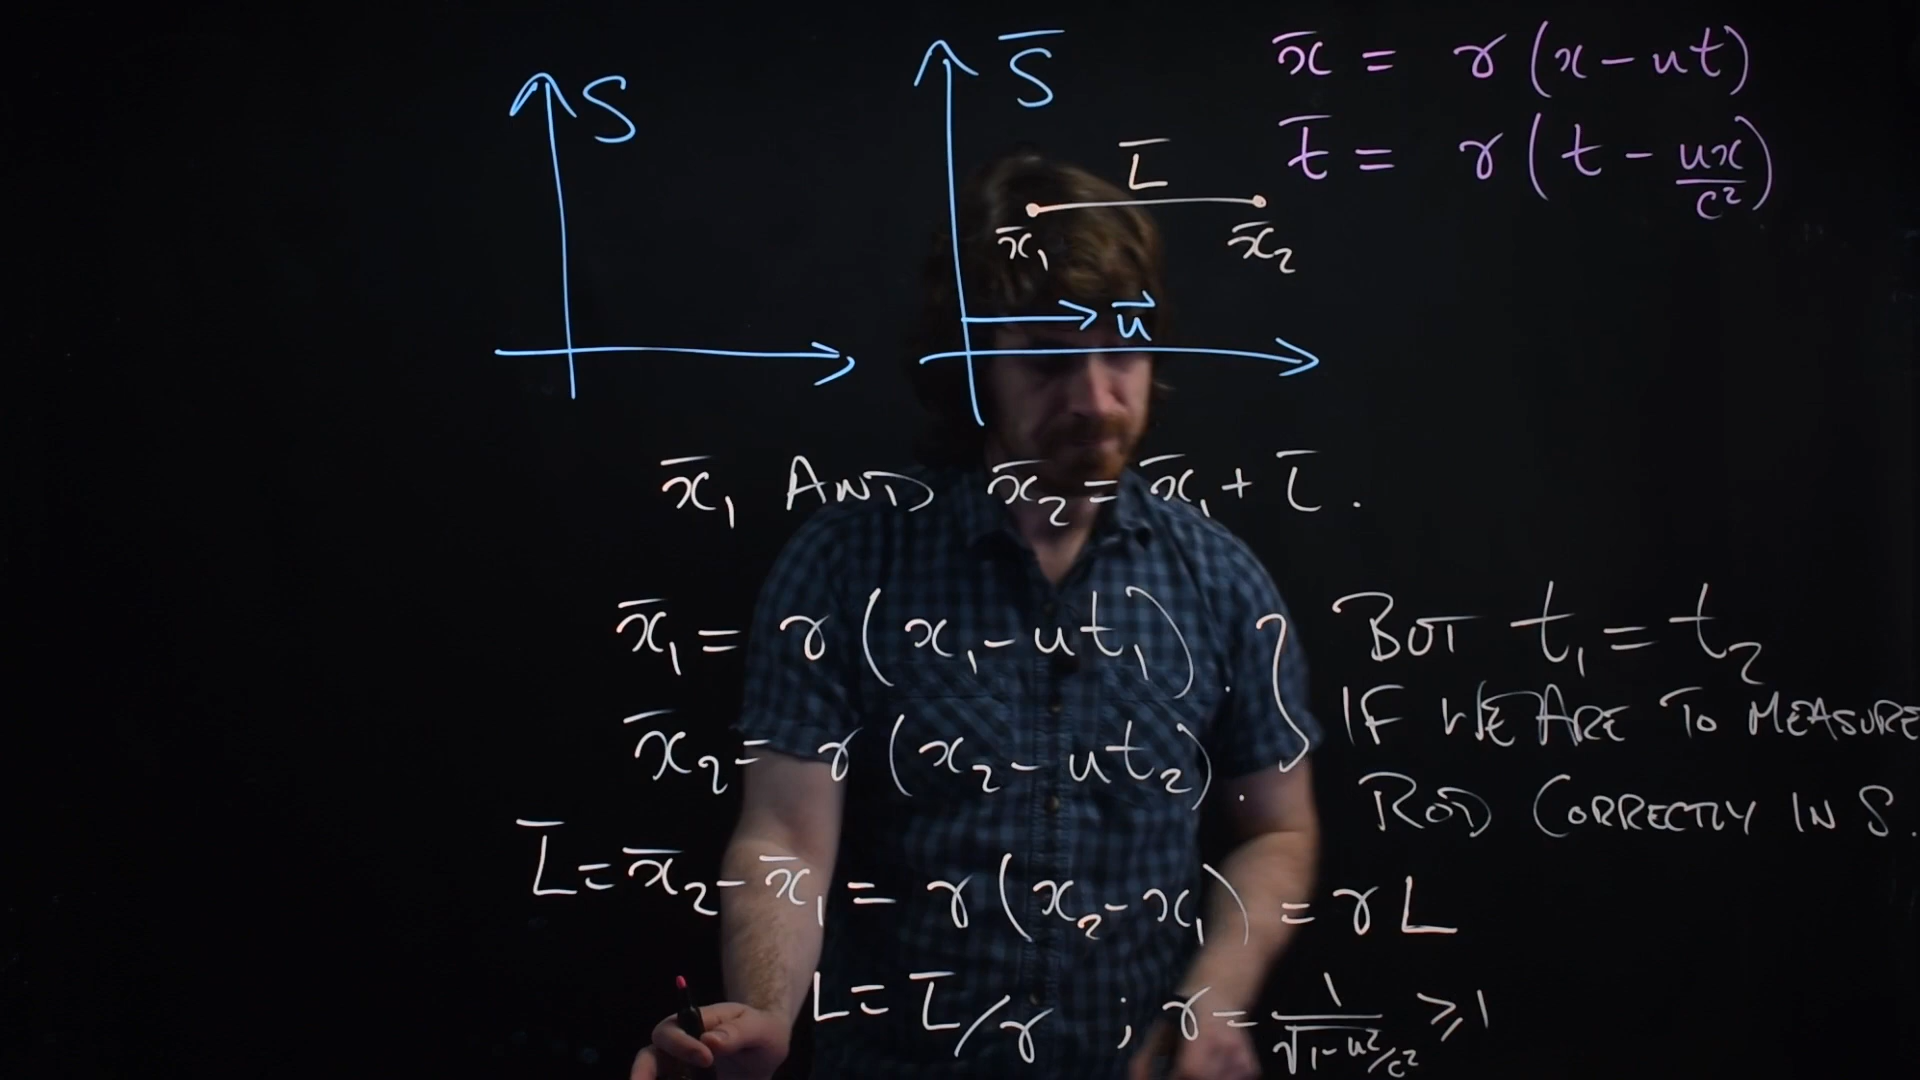 S
S̅
x̅ = γ(x - ut)
t̅ = γ(t - ux/c²)
L̅
x̅₁ x̅₂
u⃗
x̅₁ AND x̅₂ = x̅₁ + L̅.
x̅₁ = γ(x₁ - ut₁).
x̅₂ = γ(x₂ - ut₂).
} BUT t₁ = t₂
IF WE ARE TO MEASURE
ROD CORRECTLY IN S.
L̅ = x̅₂ - x̅₁ = γ(x₂ - x₁) = γL
L = L̅/γ ; γ = 1/√(1 - u²/c²) ≥ 1